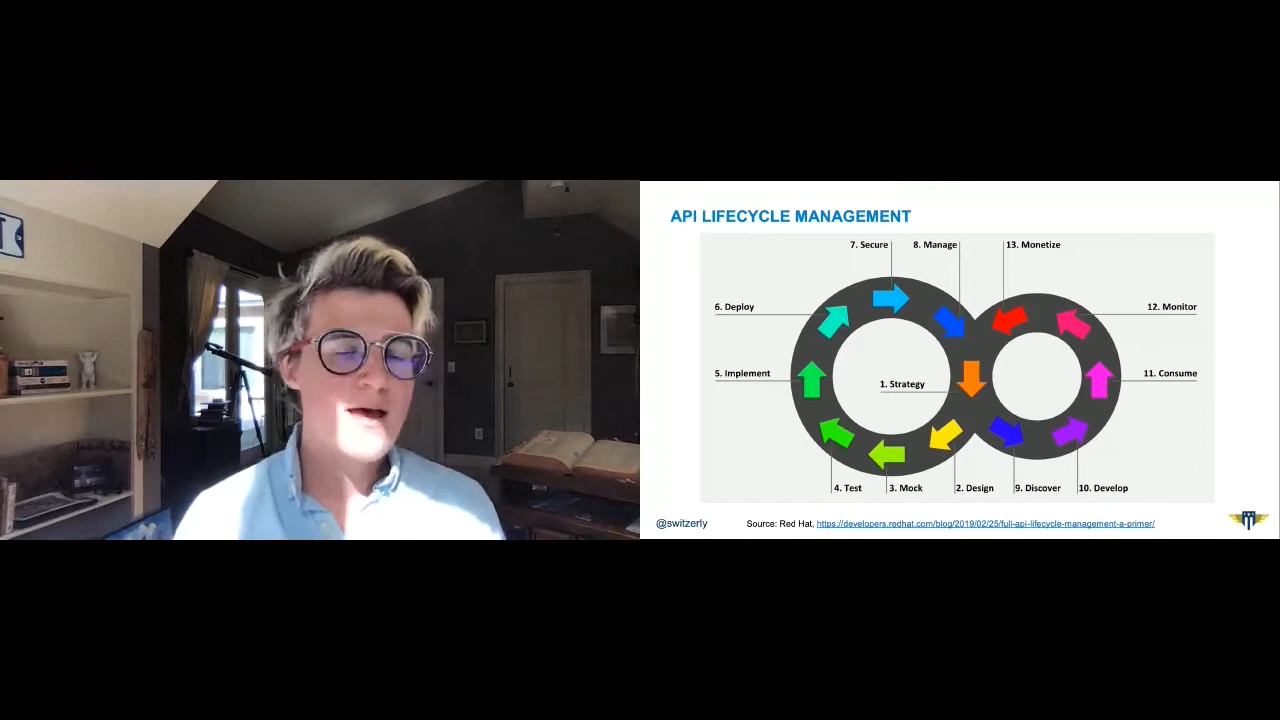 API LIFECYCLE MANAGEMENT
7. Secure
8. Manage
13. Monetize
6. Deploy
12. Monitor
5. Implement
1. Strategy
11. Consume
4. Test
3. Mock
2. Design
9. Discover
10. Develop
@switzerly
Source: Red Hat, https://developers.redhat.com/blog/2019/02/25/full-api-lifecycle-management-a-primer/